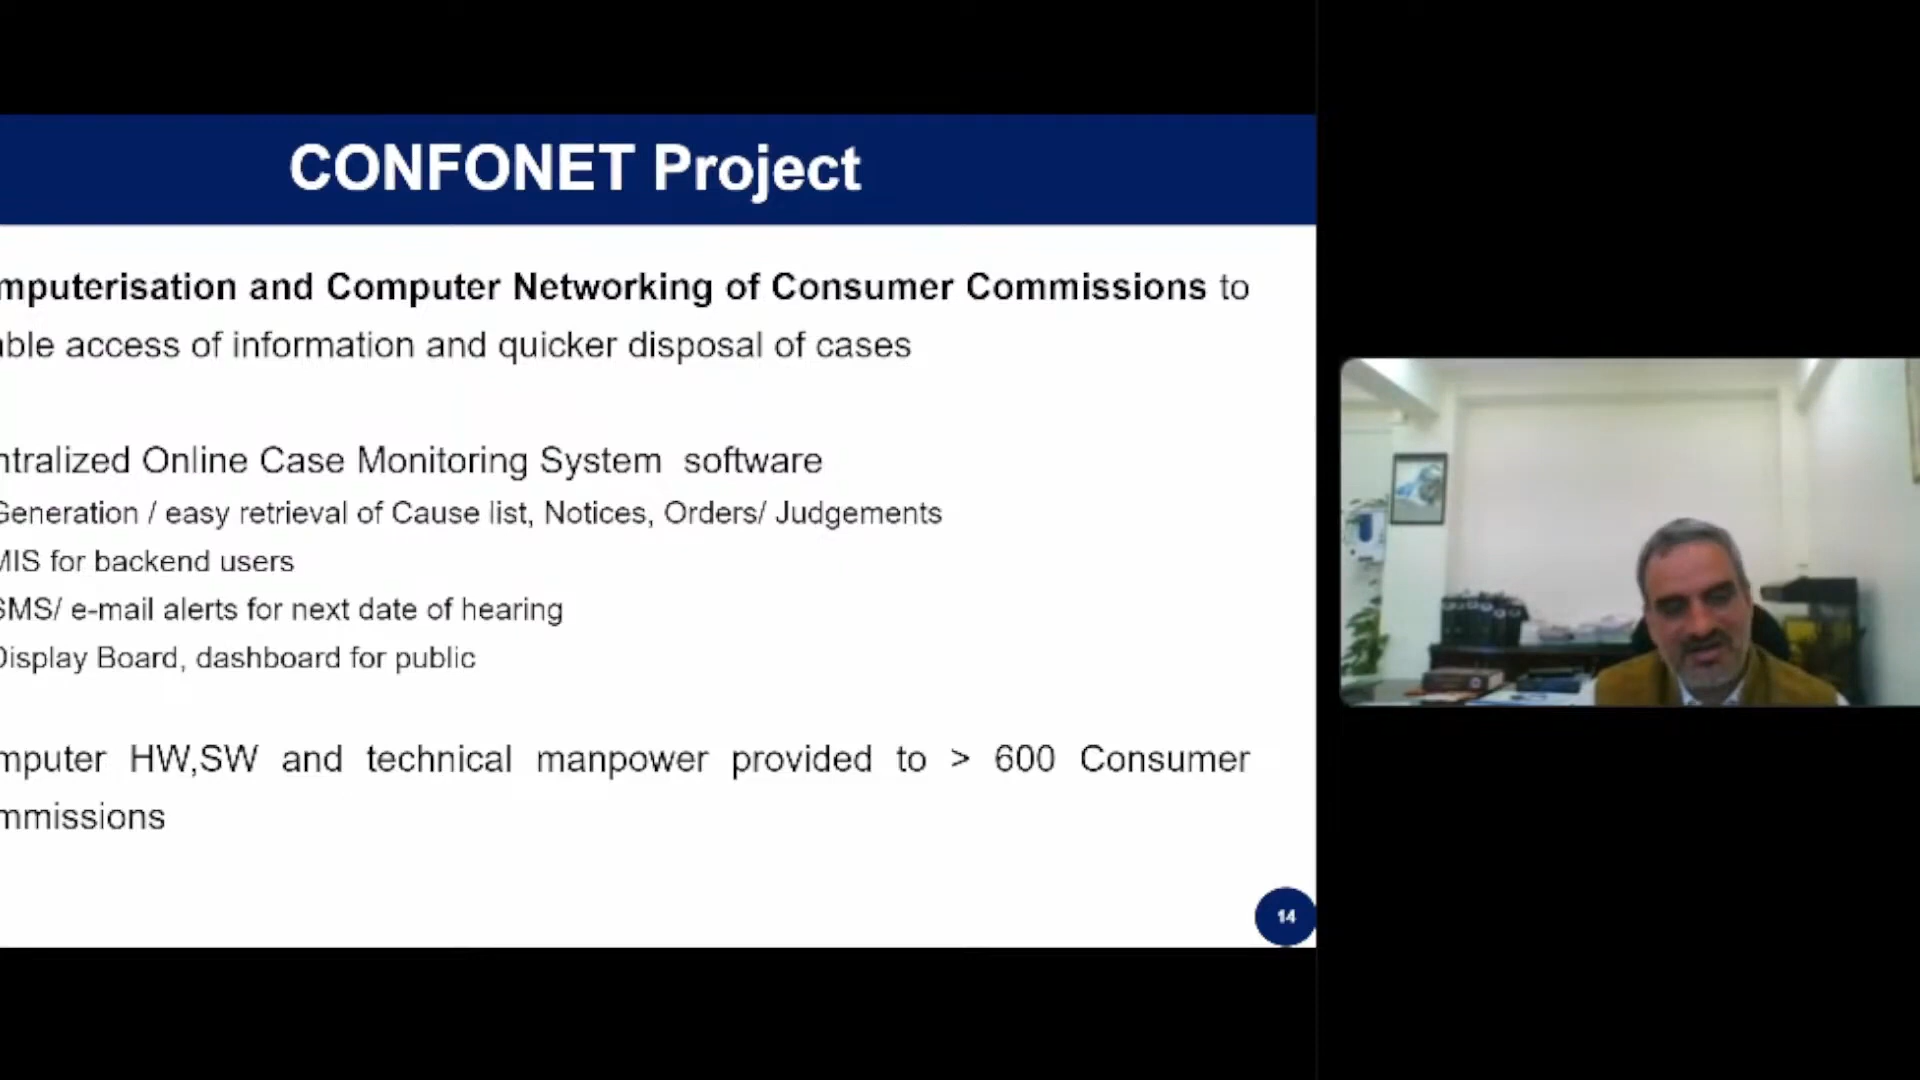 CONFONET Project
mputerisation and Computer Networking of Consumer Commissions to
able access of information and quicker disposal of cases
ntralized Online Case Monitoring System software
Generation / easy retrieval of Cause list, Notices, Orders/ Judgements
MIS for backend users
SMS/ e-mail alerts for next date of hearing
Display Board, dashboard for public
mputer HW,SW and technical manpower provided to > 600 Consumer
mmissions
14